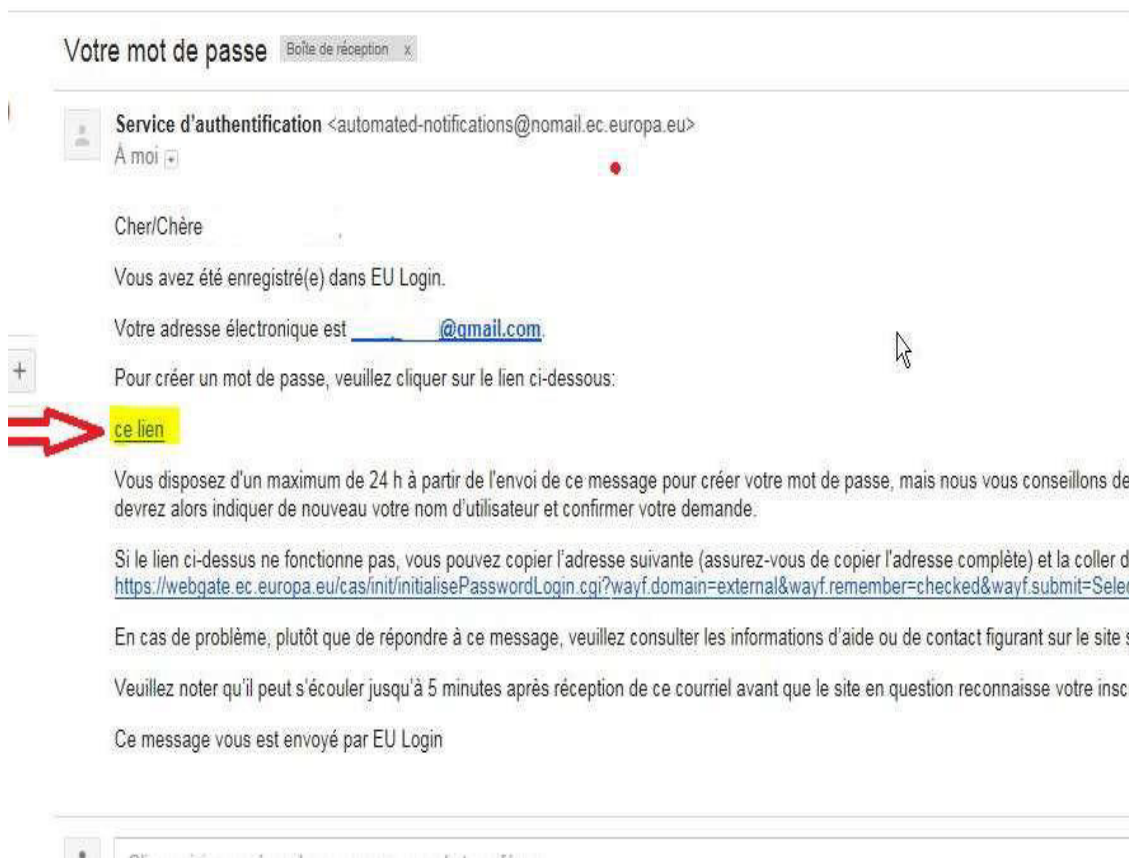 Votre mot de passe Boîte de réception x
Service d'authentification <automated-notifications@nomail.ec.europa.eu>
À moi
Cher/Chère
Vous avez été enregistré(e) dans EU Login.
Votre adresse électronique est @gmail.com.
Pour créer un mot de passe, veuillez cliquer sur le lien ci-dessous:
+
ce lien
Vous disposez d'un maximum de 24 h à partir de l'envoi de ce message pour créer votre mot de passe, mais nous vous conseillons de
devrez alors indiquer de nouveau votre nom d'utilisateur et confirmer votre demande.
Si le lien ci-dessus ne fonctionne pas, vous pouvez copier l'adresse suivante (assurez-vous de copier l'adresse complète) et la coller d
https://webgate.ec.europa.eu/cas/init/initialisePasswordLogin.cgi?wayf.domain=external&wayf.remember=checked&wayf.submit=Selec
En cas de problème, plutôt que de répondre à ce message, veuillez consulter les informations d'aide ou de contact figurant sur le site s
Veuillez noter qu'il peut s'écouler jusqu'à 5 minutes après réception de ce courriel avant que le site en question reconnaisse votre insc
Ce message vous est envoyé par EU Login